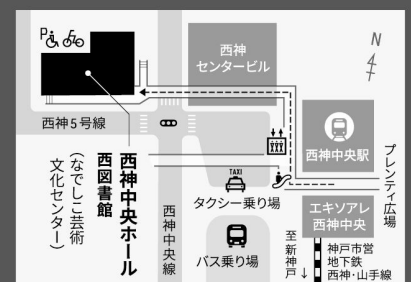 P
N
西神
センタービル
西神5号線
西神中央駅
プレンティ広場
TAXI
タクシー乗り場
エキソアレ
西神中央
バス乗り場
西神中央線
西神中央ホール
西図書館
(なでしこ芸術
文化センター)
至新神戸↓
神戸市営
地下鉄
西神・山手線